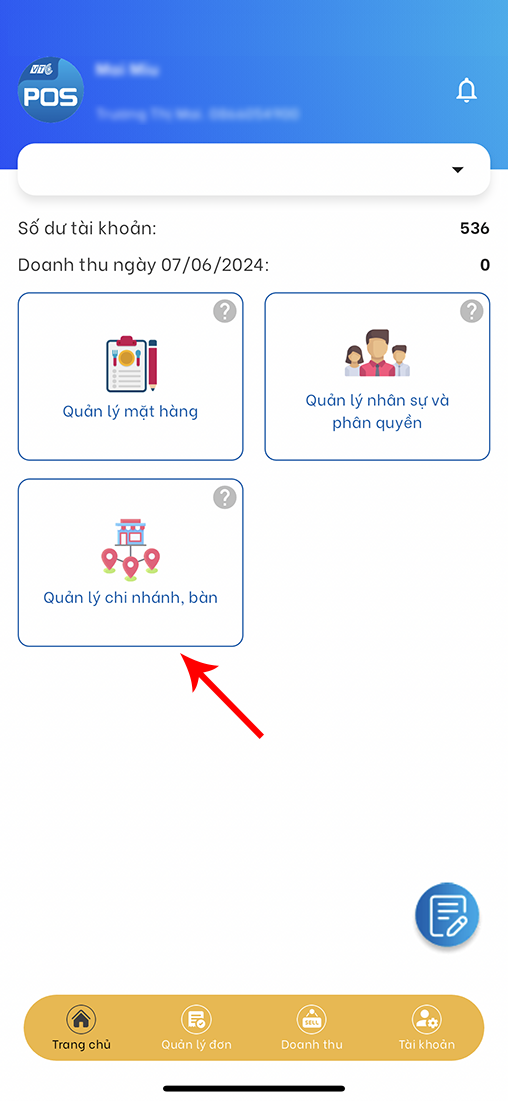 VTC
POS
Số dư tài khoản:
536
Doanh thu ngày 07/06/2024:
0
?
?
Quản lý mặt hàng
Quản lý nhân sự và
phân quyền
?
Quản lý chi nhánh, bàn
SELL
Trang chủ
Quản lý đơn
Doanh thu
Tài khoản